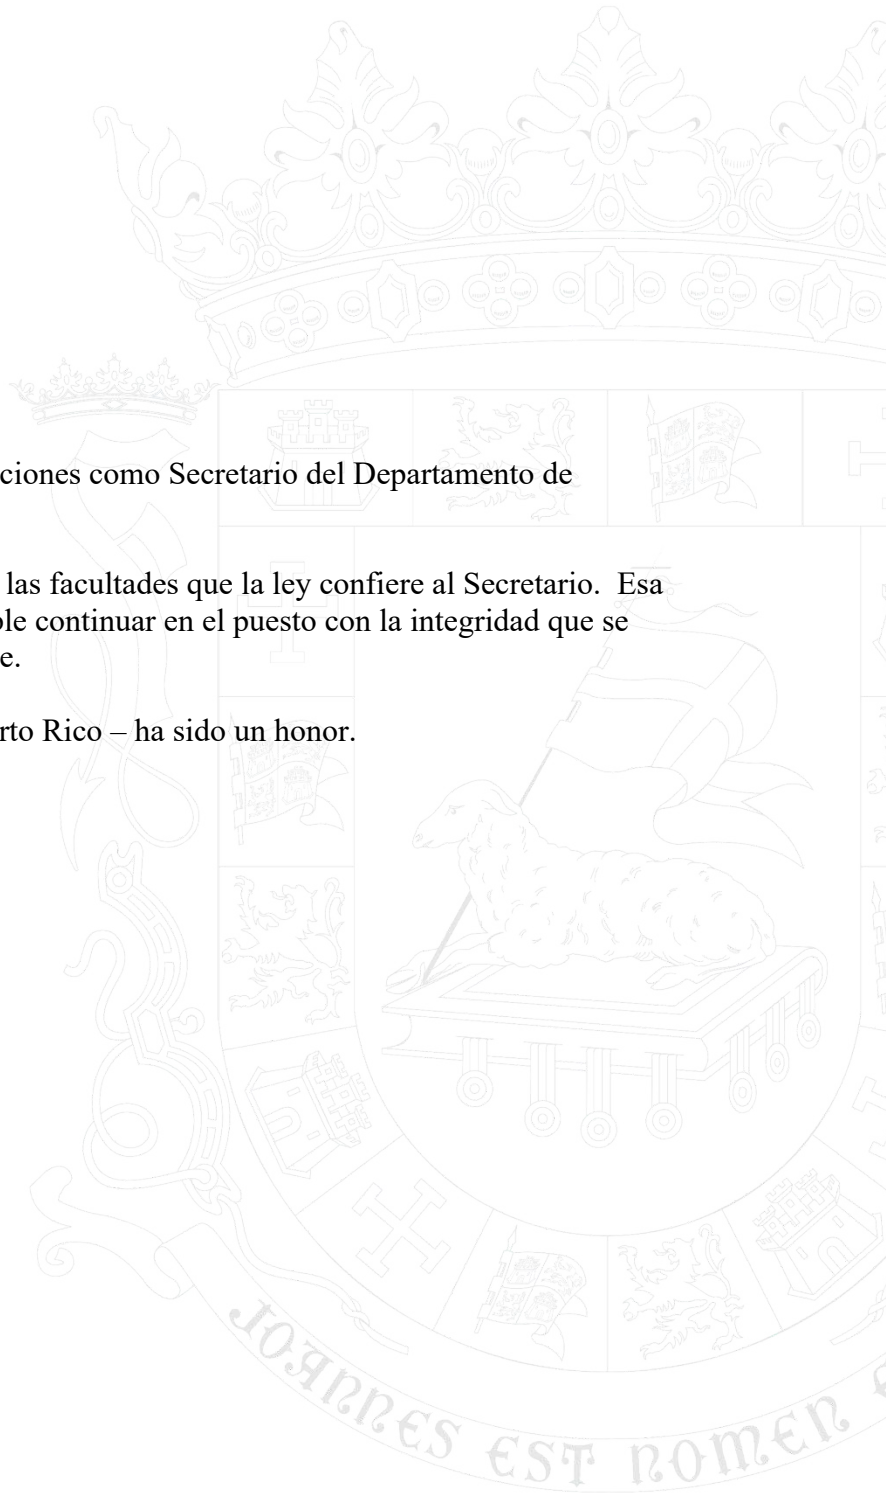 ciones como Secretario del Departamento de
las facultades que la ley confiere al Secretario.  Esa
ble continuar en el puesto con la integridad que se
e.
rto Rico – ha sido un honor.
JOANNES EST NOMEN